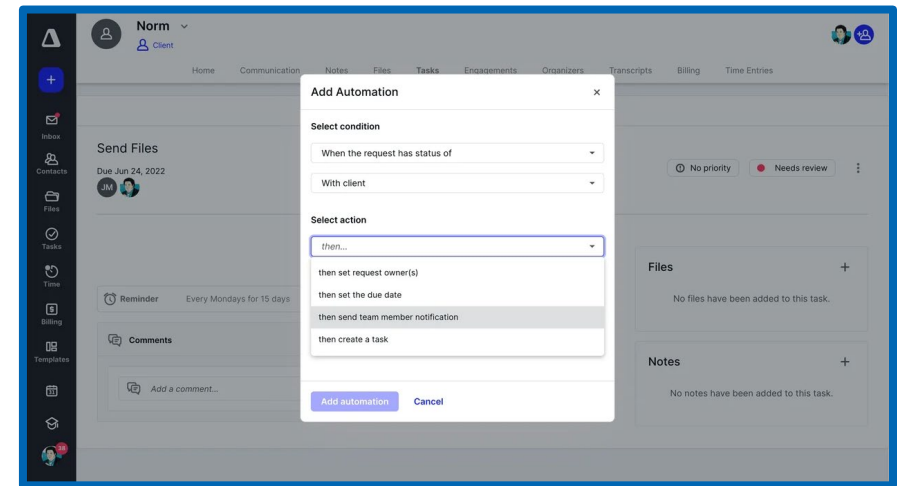 Norm
Client
Home Communication Notes Files Tasks Engagements Organizers Transcripts Billing Time Entries
Inbox
Contacts
Files
Tasks
Time
Billing
Templates
38
Send Files
Due Jun 24, 2022
JM
No priority
Needs review
Reminder Every Mondays for 15 days
Comments
Add a comment...
Add Automation
Select condition
When the request has status of
With client
Select action
then...
then set request owner(s)
then set the due date
then send team member notification
then create a task
Add automation Cancel
Files
No files have been added to this task.
Notes
No notes have been added to this task.